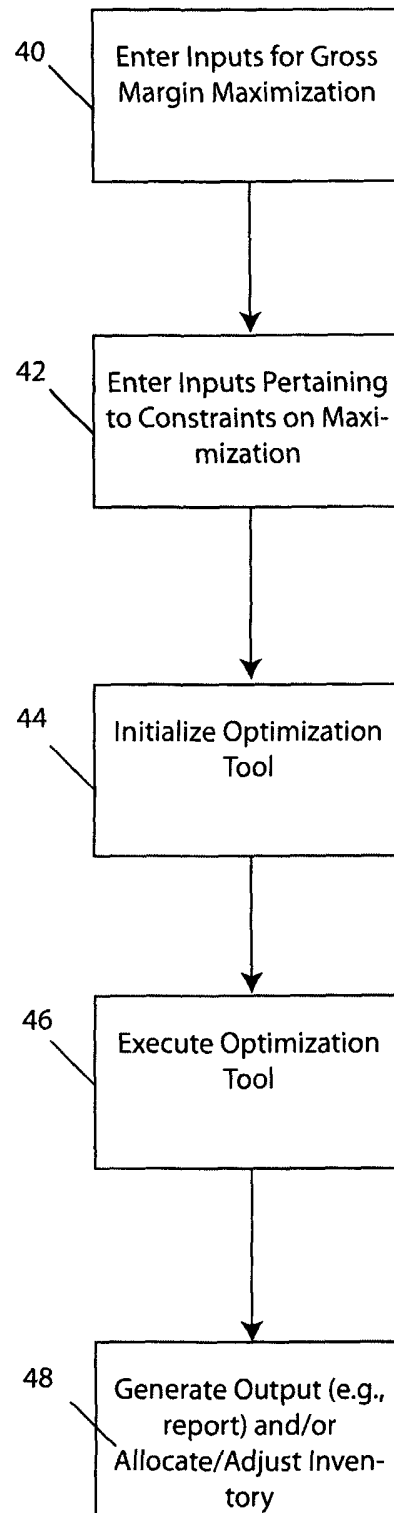 40
Enter Inputs for Gross
Margin Maximization
42
Enter Inputs Pertaining
to Constraints on Maxi-
mization
44
Initialize Optimization
Tool
46
Execute Optimization
Tool
48
Generate Output (e.g.,
report) and/or
Allocate/Adjust Inven-
tory